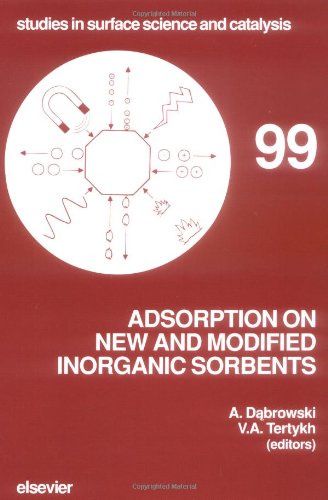 studies in surface science and catalysis
99
ADSORPTION ON
NEW AND MODIFIED
INORGANIC SORBENTS
A. Dąbrowski
V.A. Tertykh
(editors)
elsevier